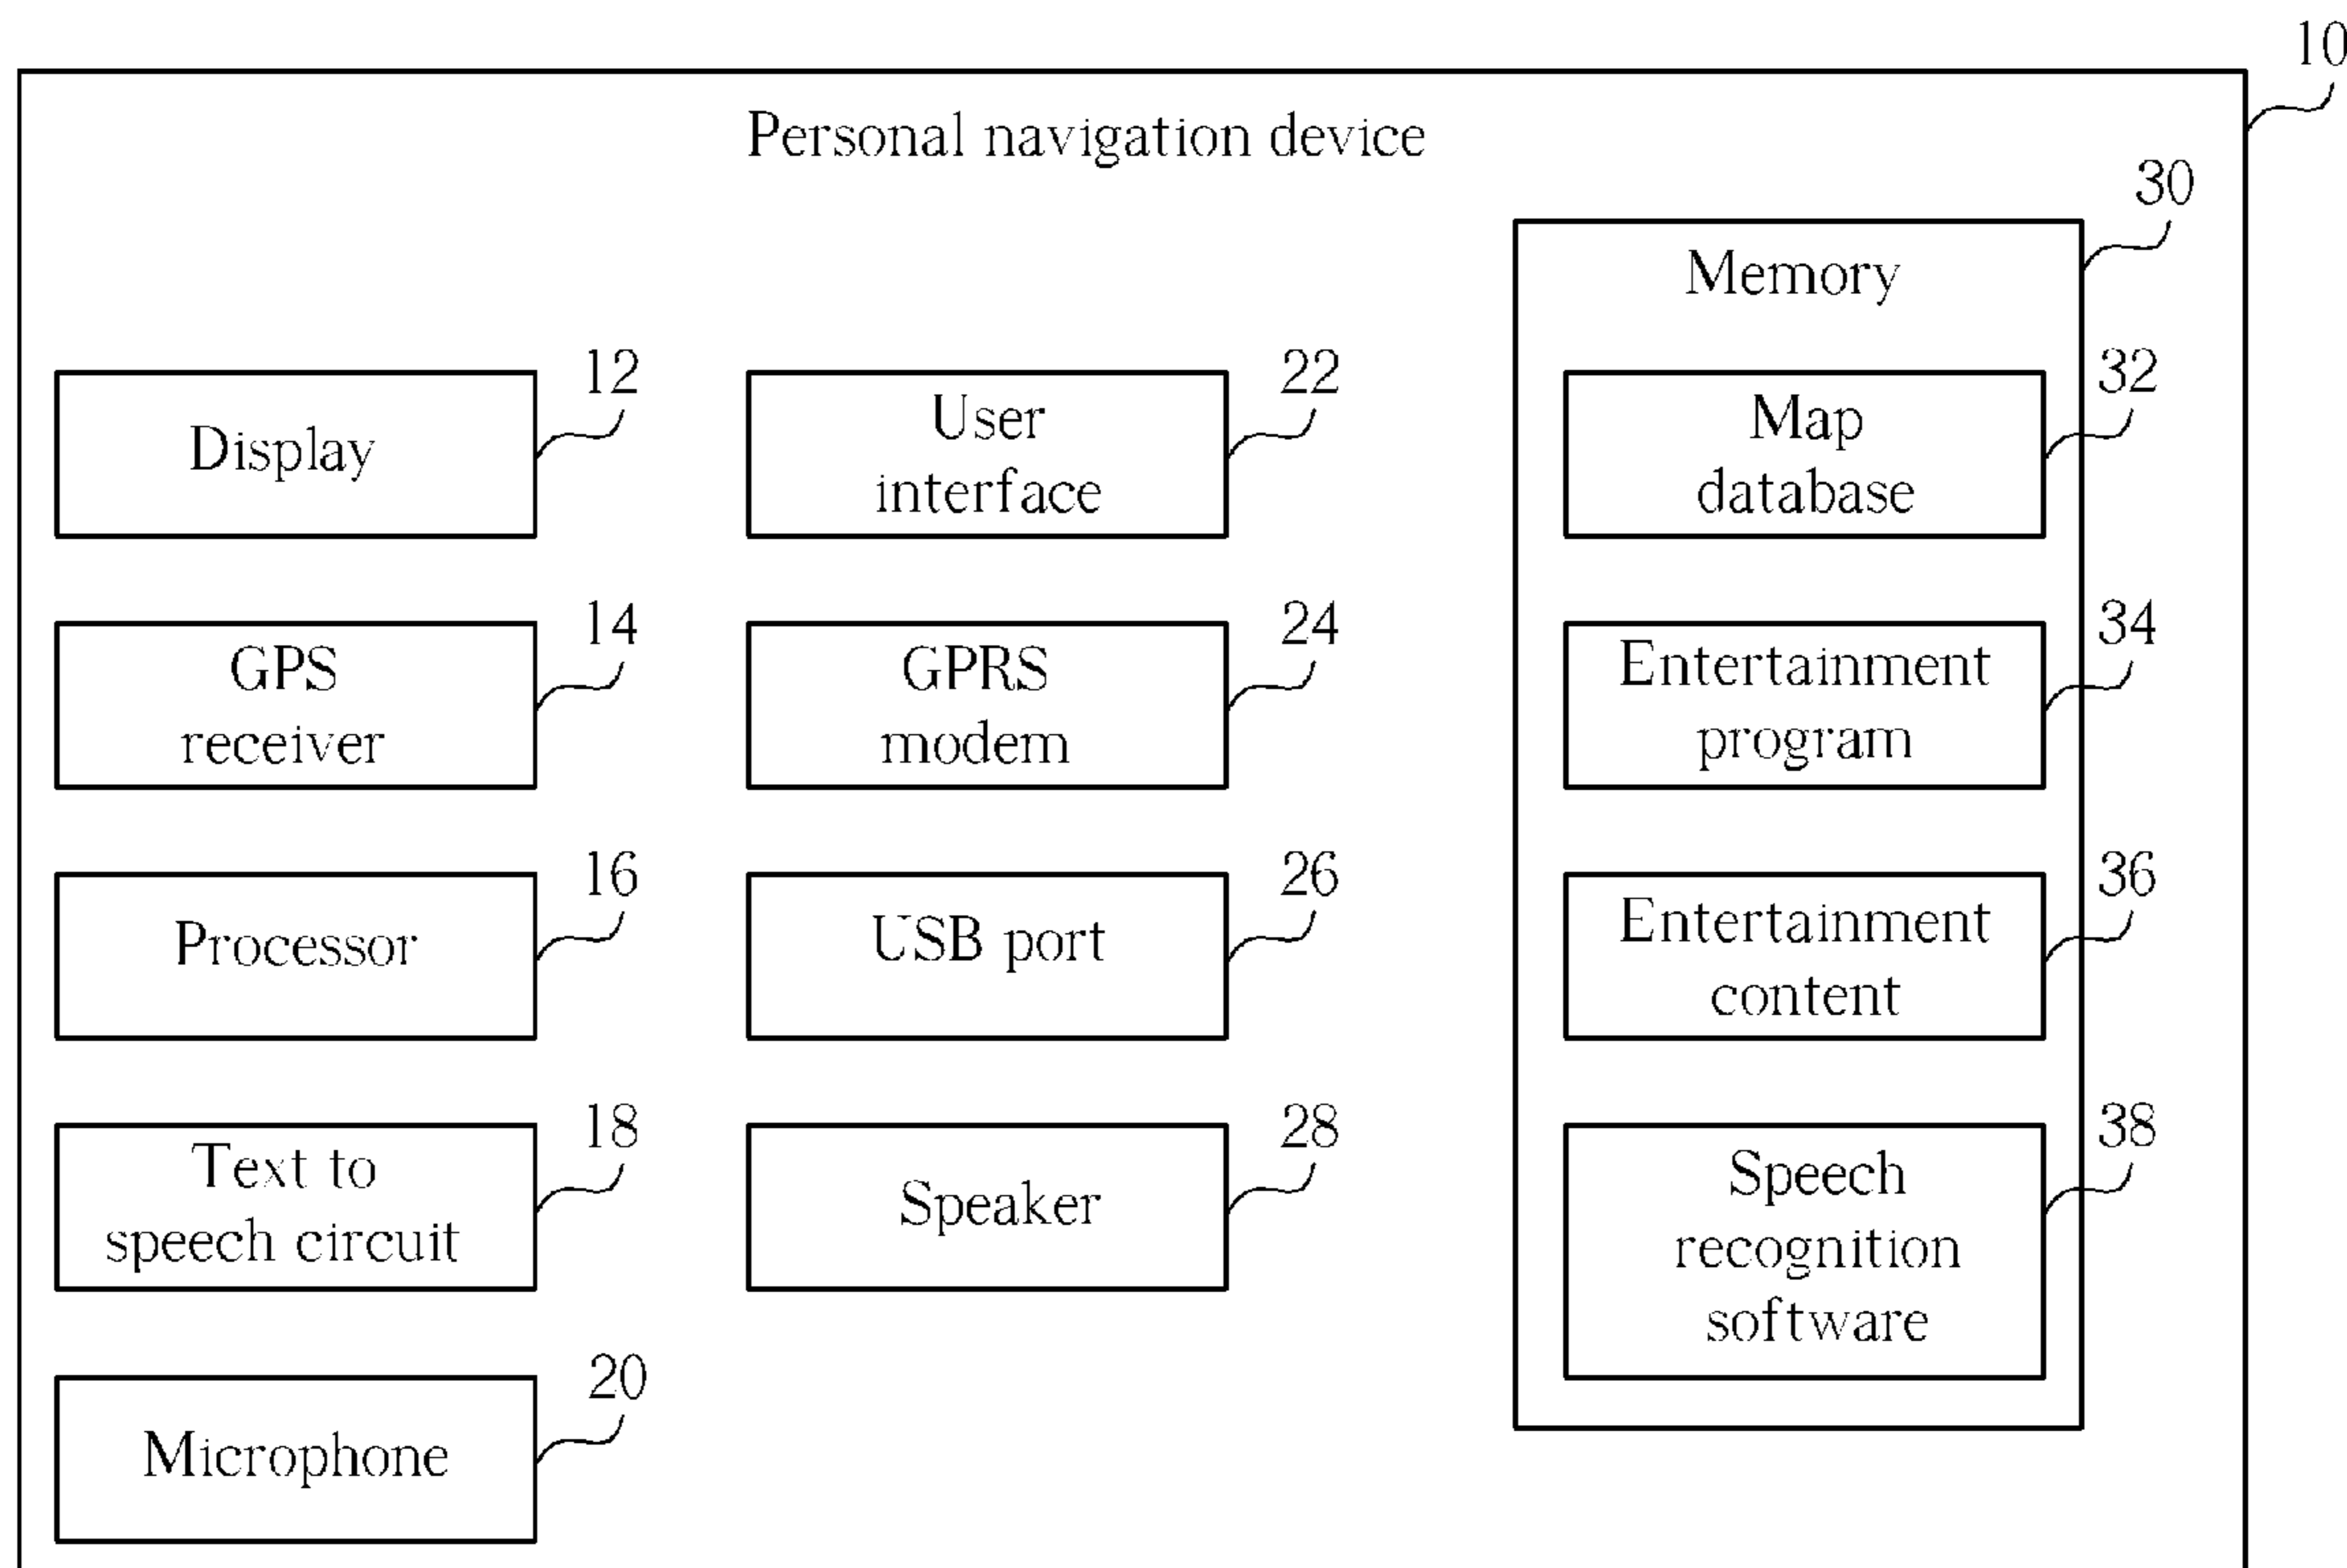 10
Personal navigation device
30
Memory
12
Display
22
User
interface
32
Map
database
14
GPS
receiver
24
GPRS
modem
34
Entertainment
program
16
Processor
26
USB port
36
Entertainment
content
18
Text to
speech circuit
28
Speaker
38
Speech
recognition
software
20
Microphone